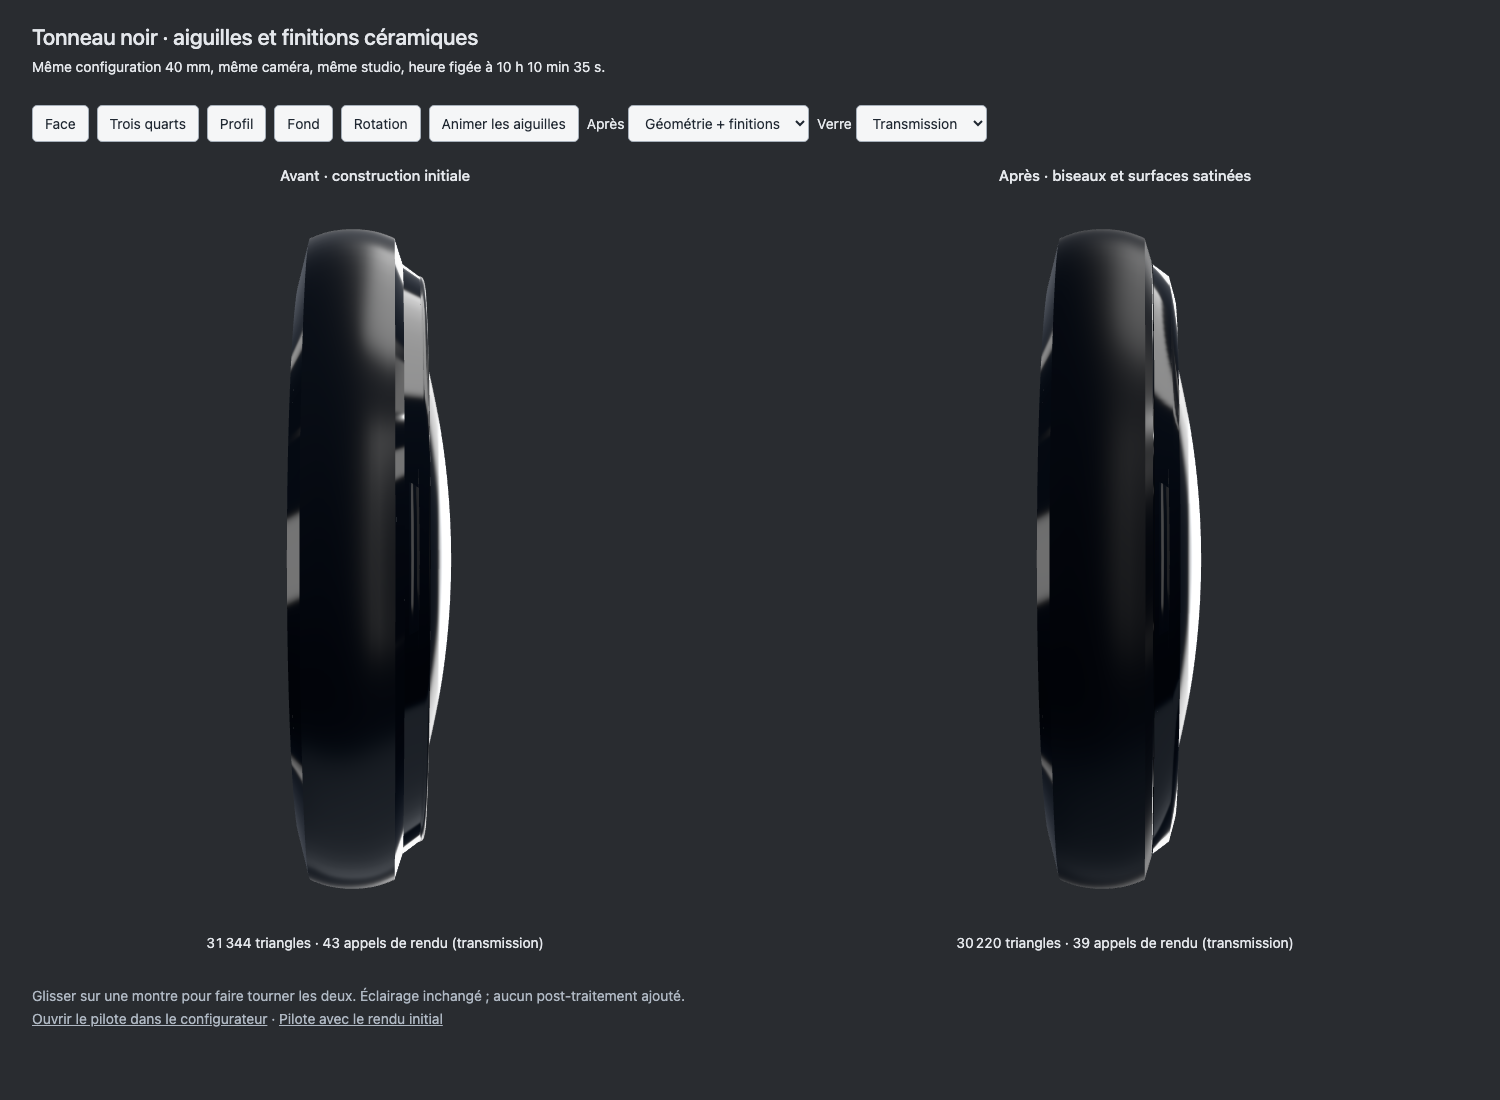 Tonneau noir · aiguilles et finitions céramiques
Même configuration 40 mm, même caméra, même studio, heure figée à 10 h 10 min 35 s.
Face Trois quarts Profil Fond Rotation Animer les aiguilles Après Géométrie + finitions Verre Transmission
Avant · construction initiale
Après · biseaux et surfaces satinées
31 344 triangles · 43 appels de rendu (transmission)
30 220 triangles · 39 appels de rendu (transmission)
Glisser sur une montre pour faire tourner les deux. Éclairage inchangé ; aucun post-traitement ajouté.
Ouvrir le pilote dans le configurateur · Pilote avec le rendu initial